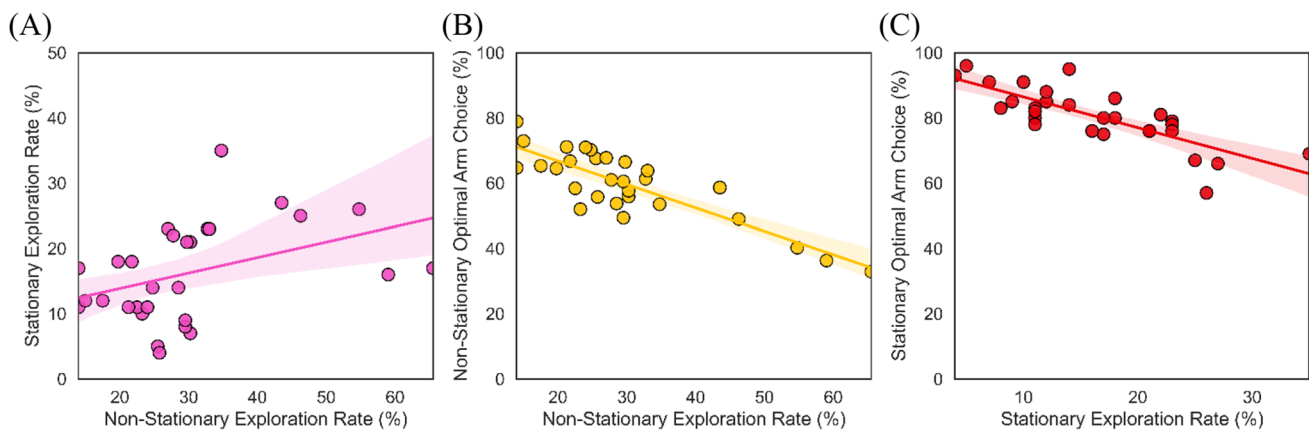 (A)
50
40
30
20
10
0
Stationary Exploration Rate (%)
20 30 40 50 60
Non-Stationary Exploration Rate (%)
(B)
100
80
60
40
20
0
Non-Stationary Optimal Arm Choice (%)
20 30 40 50 60
Non-Stationary Exploration Rate (%)
(C)
100
80
60
40
20
0
Stationary Optimal Arm Choice (%)
10 20 30
Stationary Exploration Rate (%)